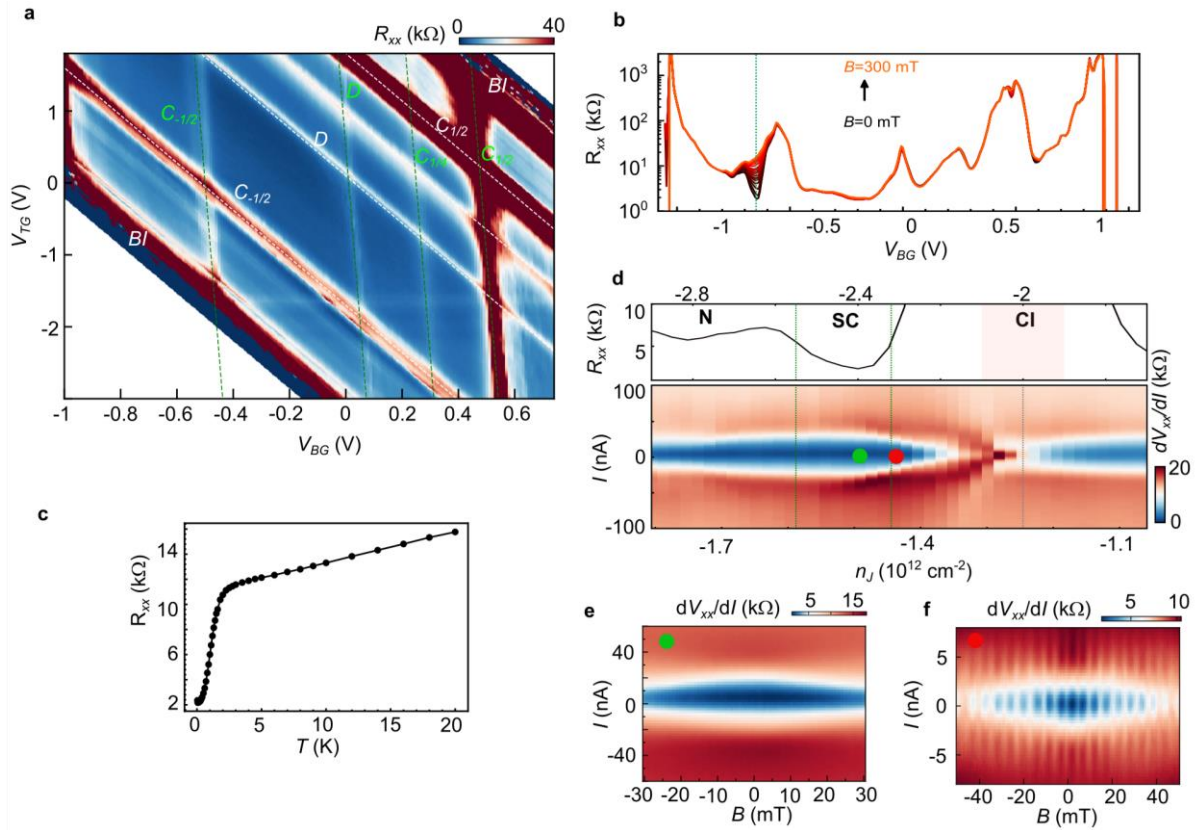 a
R_xx (kΩ) 0 40
BI
C_-1/2
D
D
C_1/2
C_1/4
C_1/2
C_-1/2
BI
V_TG (V)
1
0
-1
-2
-1 -0.8 -0.6 -0.4 -0.2 0 0.2 0.4 0.6
V_BG (V)
b
R_xx (kΩ)
10^3
10^2
10^1
10^0
B=300 mT
B=0 mT
-1 -0.5 0 0.5 1
V_BG (V)
c
R_xx (kΩ)
14
12
10
8
6
4
2
0 5 10 15 20
T (K)
d
-2.8 -2.4 -2
R_xx (kΩ)
10
5
N SC CI
I (nA)
100
0
-100
-1.7 -1.4 -1.1
n_J (10^12 cm^-2)
dV_xx/dI (kΩ)
20
0
e
dV_xx/dI (kΩ)
5 15
I (nA)
40
0
-40
-30 -20 -10 0 10 20 30
B (mT)
f
dV_xx/dI (kΩ)
5 10
I (nA)
5
0
-5
-40 -20 0 20 40
B (mT)